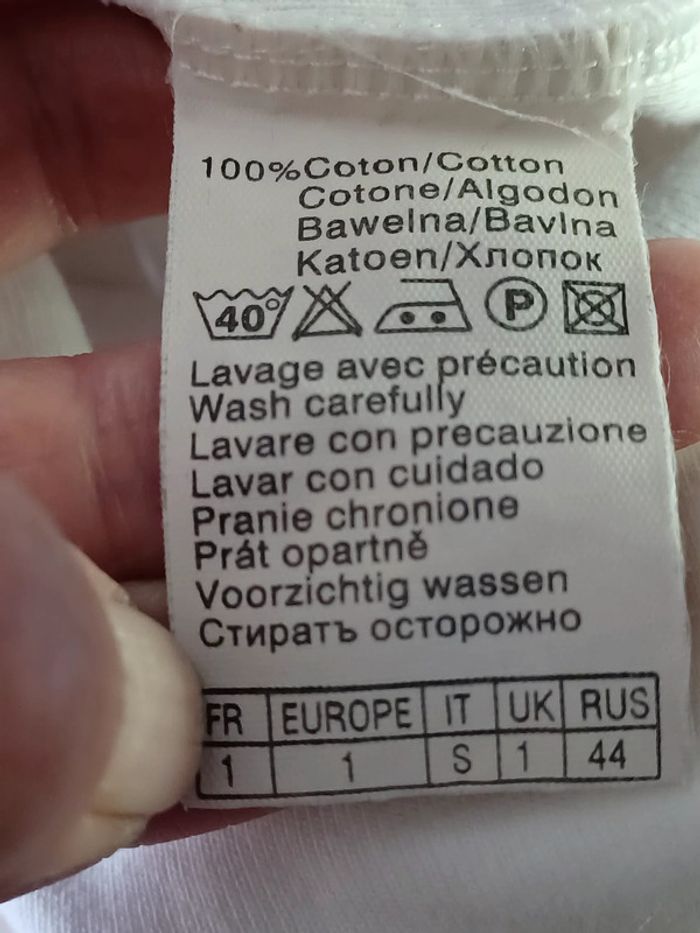 100%Coton/Cotton
Cotone/Algodon
Bawelna/Bavlna
Katoen/Хлопок
40° P
Lavage avec précaution
Wash carefully
Lavare con precauzione
Lavar con cuidado
Pranie chronione
Prát opartně
Voorzichtig wassen
Стиратъ осторожно
FR EUROPE IT UK RUS
1 1 S 1 44